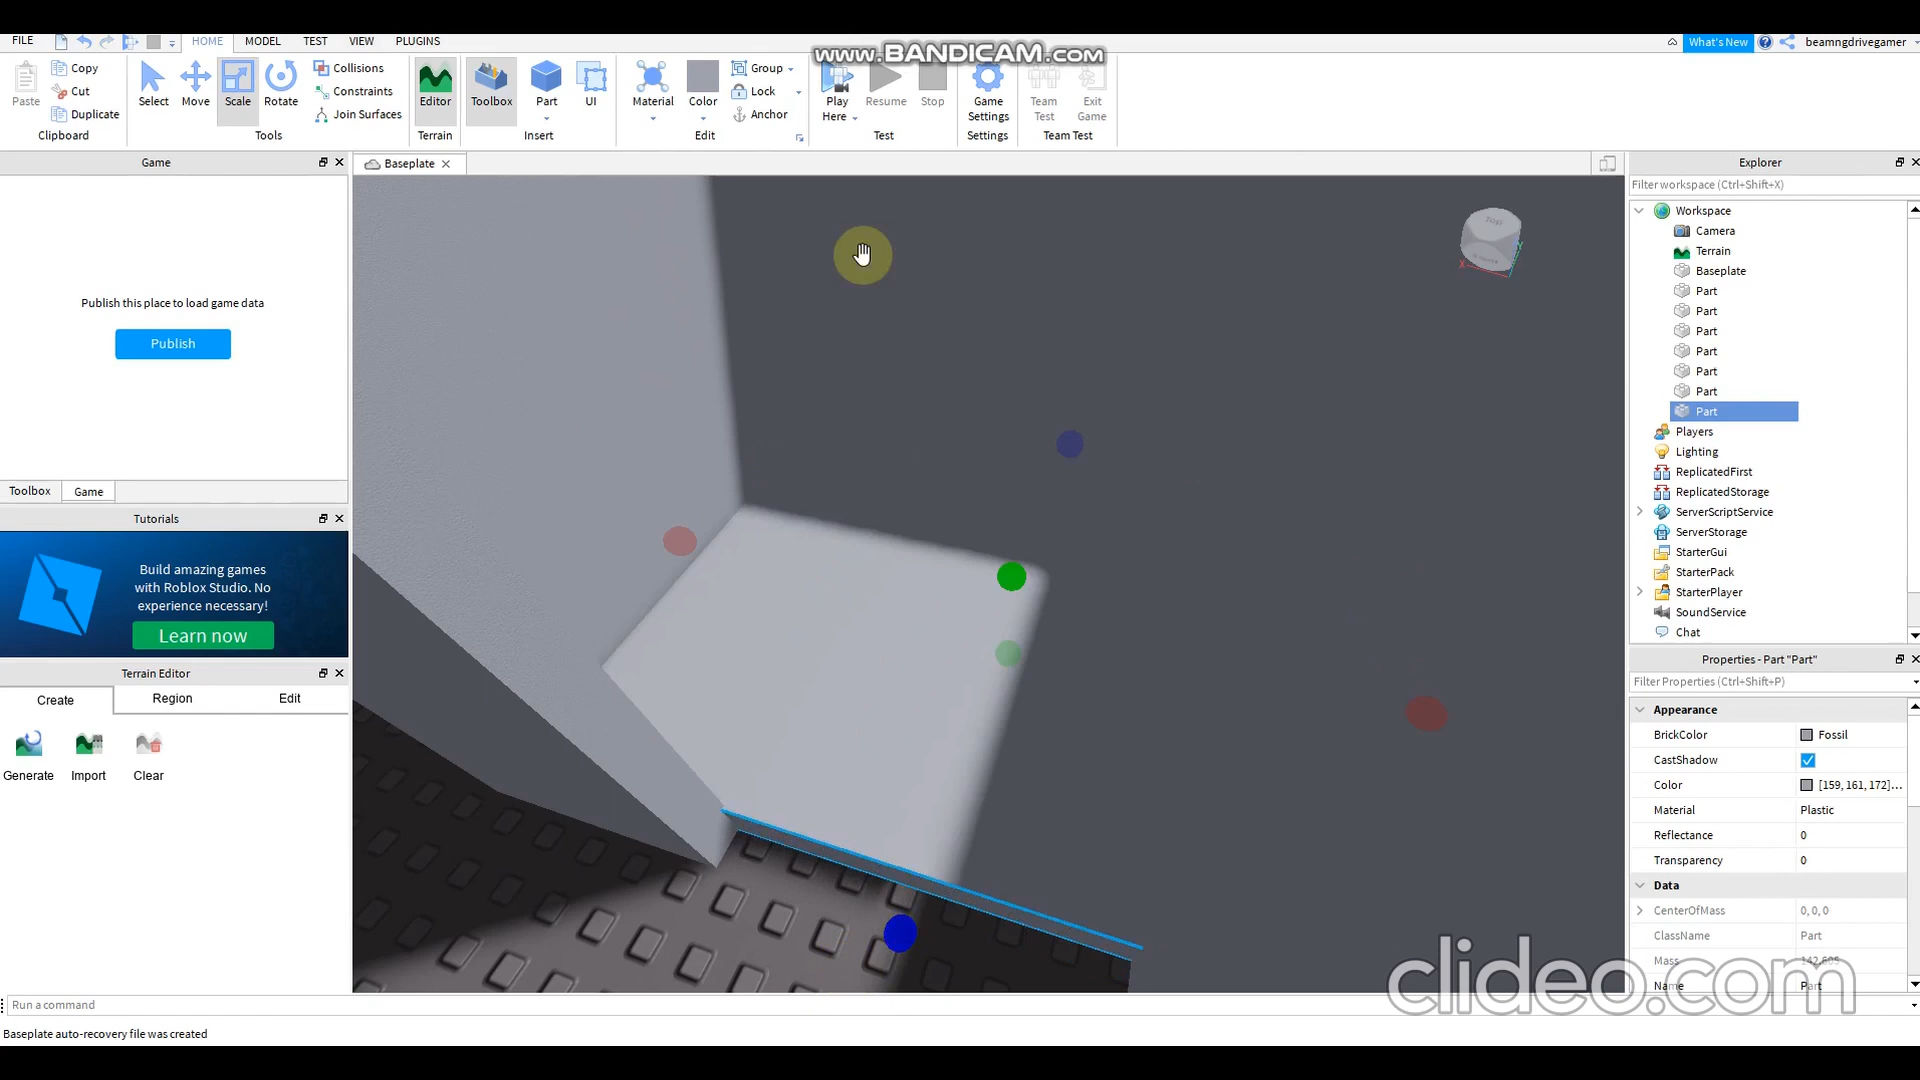 FILE HOME MODEL TEST VIEW PLUGINS
www.BANDICAM.com
What's New beamngdrivegamer
Paste Copy Cut Duplicate Clipboard
Select Move Scale Rotate Tools
Collisions Constraints Join Surfaces
Editor Terrain
Toolbox Part UI Insert
Material Color Group Lock Anchor Edit
Play Here Resume Stop Test
Game Settings Settings
Team Test Exit Game Team Test
Game
Baseplate
Publish this place to load game data
Publish
Toolbox Game
Tutorials
Build amazing games
with Roblox Studio. No
experience necessary!
Learn now
Terrain Editor
Create Region Edit
Generate Import Clear
Explorer
Filter workspace (Ctrl+Shift+X)
Workspace
Camera
Terrain
Baseplate
Part
Part
Part
Part
Part
Part
Part
Players
Lighting
ReplicatedFirst
ReplicatedStorage
ServerScriptService
ServerStorage
StarterGui
StarterPack
StarterPlayer
SoundService
Chat
Properties - Part "Part"
Filter Properties (Ctrl+Shift+P)
Appearance
BrickColor Fossil
CastShadow
Color [159, 161, 172]...
Material Plastic
Reflectance 0
Transparency 0
Data
CenterOfMass 0, 0, 0
ClassName Part
Mass
Name Part
clideo.com
X Y
Run a command
Baseplate auto-recovery file was created